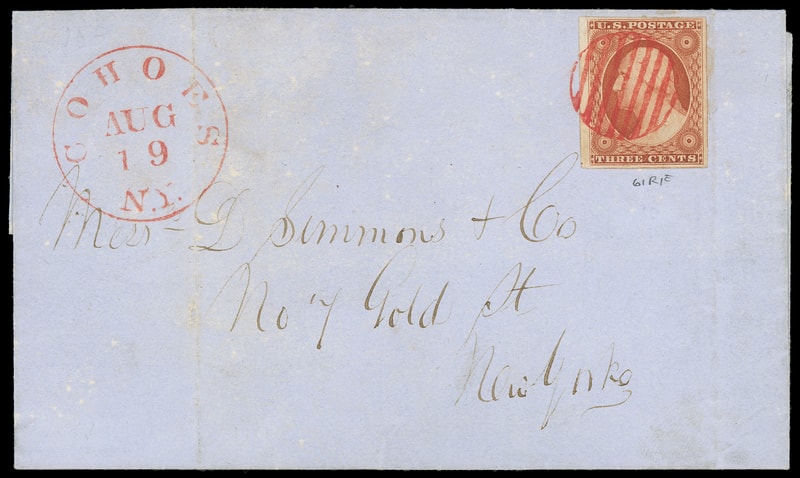 COHOES
AUG
19
N.Y.
U.S. POSTAGE
THREE CENTS
61R1E
Mess D Simmons & Co
No 7 Gold St
New York